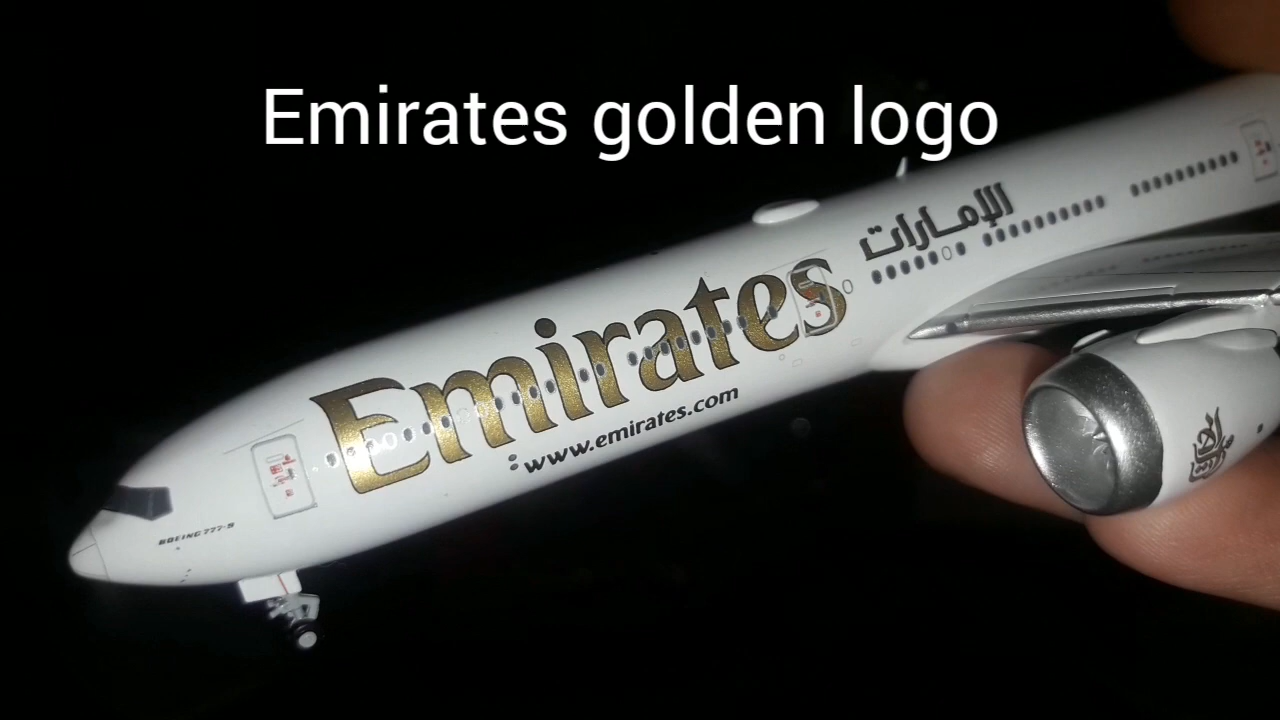 Emirates golden logo
الإمارات
Emirates
www.emirates.com
BOEING 777-9